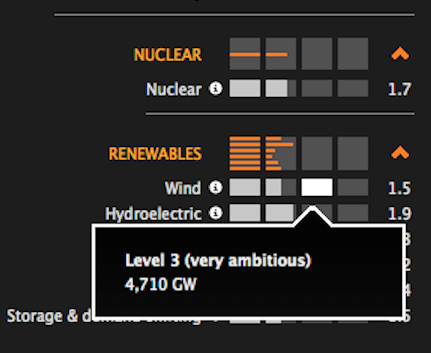 NUCLEAR
Nuclear 1.7
RENEWABLES
Wind 1.5
Hydroelectric 1.9
Level 3 (very ambitious)
4,710 GW
Storage &